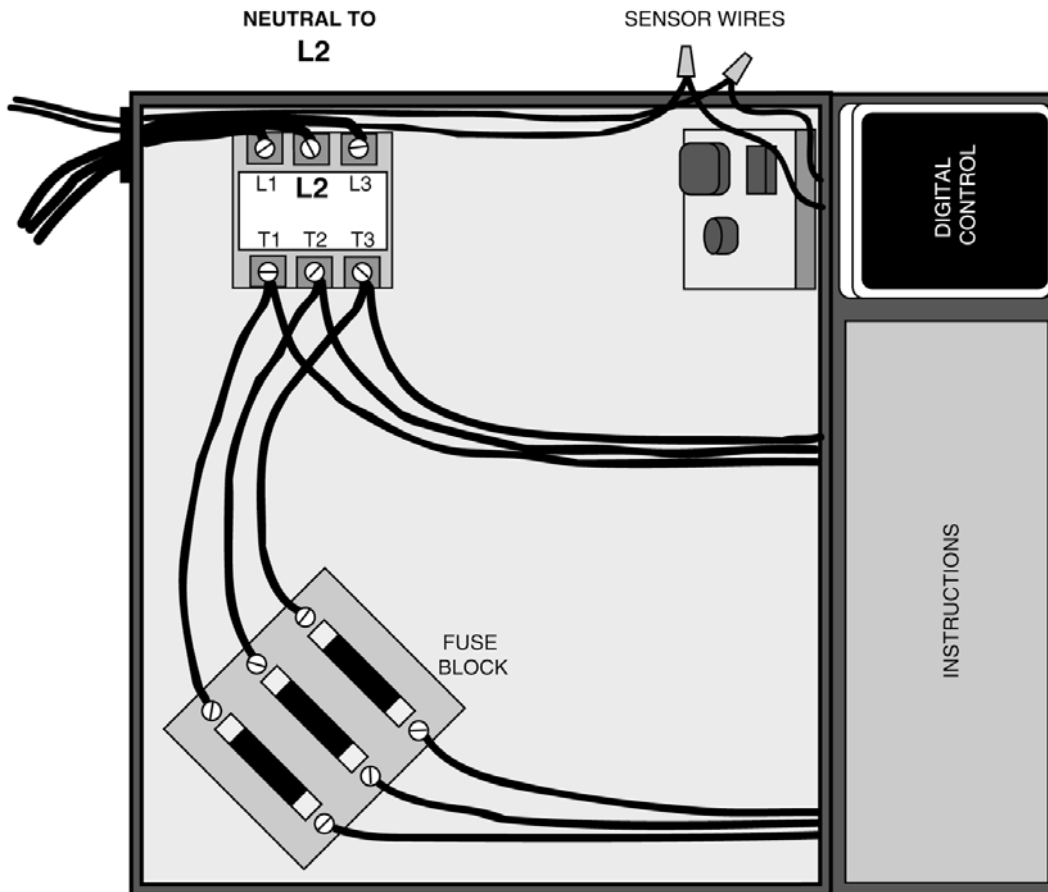 NEUTRAL TO
L2
SENSOR WIRES
L1 L2 L3
T1 T2 T3
DIGITAL
CONTROL
FUSE
BLOCK
INSTRUCTIONS